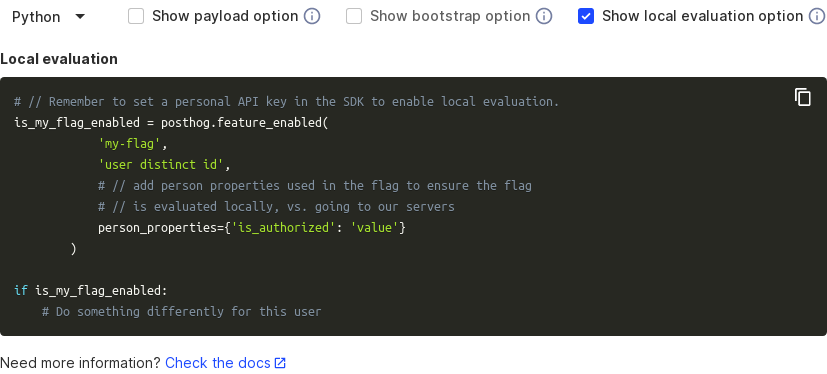 Python Show payload option Show bootstrap option Show local evaluation option
Local evaluation
# // Remember to set a personal API key in the SDK to enable local evaluation.
is_my_flag_enabled = posthog.feature_enabled(
            'my-flag',
            'user distinct id',
            # // add person properties used in the flag to ensure the flag
            # // is evaluated locally, vs. going to our servers
            person_properties={'is_authorized': 'value'}
        )
if is_my_flag_enabled:
    # Do something differently for this user
Need more information? Check the docs